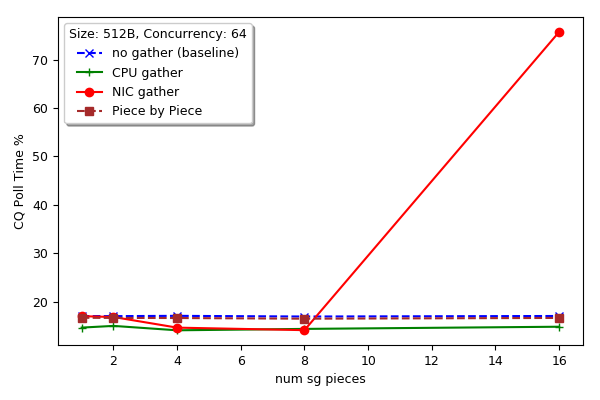 Size: 512B, Concurrency: 64
no gather (baseline)
CPU gather
NIC gather
Piece by Piece
CQ Poll Time %
70
60
50
40
30
20
2 4 6 8 10 12 14 16
num sg pieces